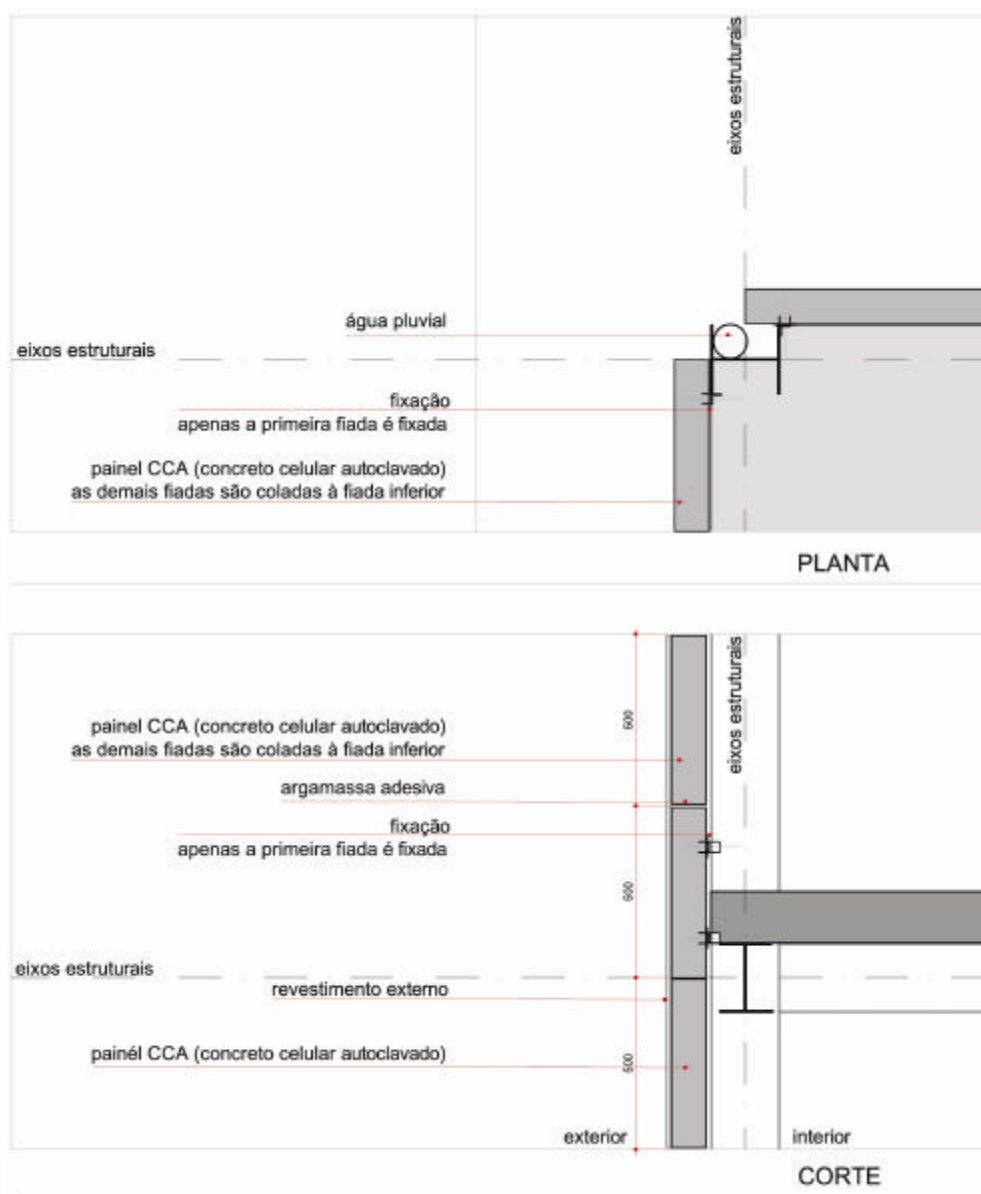 eixos estruturais
água pluvial
eixos estruturais
fixação
apenas a primeira fiada é fixada
painel CCA (concreto celular autoclavado)
as demais fiadas são coladas à fiada inferior
PLANTA
eixos estruturais
painel CCA (concreto celular autoclavado)
as demais fiadas são coladas à fiada inferior
600
argamassa adesiva
fixação
apenas a primeira fiada é fixada
600
eixos estruturais
revestimento externo
painél CCA (concreto celular autoclavado)
600
exterior
interior
CORTE